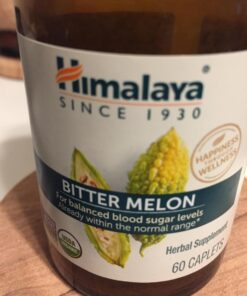 Himalaya®
SINCE 1930
HAPPINESS
WELLNESS
BITTER MELON
For balanced blood sugar levels
already within the normal range*
USDA
Herbal Supplement
60 CAPLETS